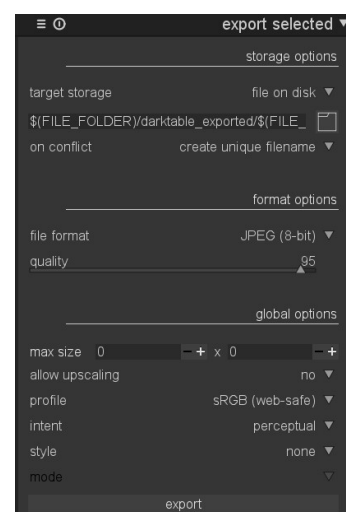 export selected
storage options
target storage file on disk
$(FILE_FOLDER)/darktable_exported/$(FILE_
on conflict create unique filename
format options
file format JPEG (8-bit)
quality 95
global options
max size 0 - + x 0 - +
allow upscaling no
profile sRGB (web-safe)
intent perceptual
style none
mode
export